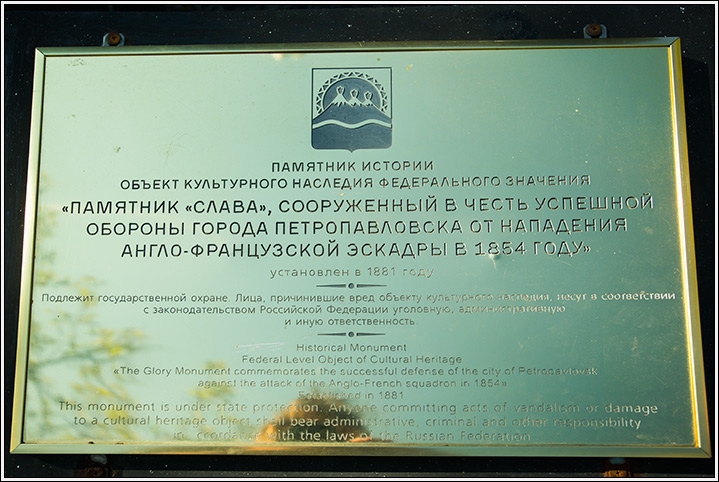 ПАМЯТНИК ИСТОРИИ
ОБЪЕКТ КУЛЬТУРНОГО НАСЛЕДИЯ ФЕДЕРАЛЬНОГО ЗНАЧЕНИЯ
«ПАМЯТНИК «СЛАВА», СООРУЖЕННЫЙ В ЧЕСТЬ УСПЕШНОЙ
ОБОРОНЫ ГОРОДА ПЕТРОПАВЛОВСКА ОТ НАПАДЕНИЯ
АНГЛО-ФРАНЦУЗСКОЙ ЭСКАДРЫ В 1854 ГОДУ»
установлен в 1881 году
Подлежит государственной охране. Лица, причинившие вред объекту культурного наследия, несут в соответствии
с законодательством Российской Федерации уголовную, административную
и иную ответственность.
Historical Monument
Federal Level Object of Cultural Heritage
«The Glory Monument commemorates the successful defense of the city of Petropavlovsk
against the attack of the Anglo-French squadron in 1854»
Established in 1881
This monument is under state protection. Anyone committing acts of vandalism or damage
to a cultural heritage object shall bear administrative, criminal and other responsibility
in accordance with the laws of the Russian Federation